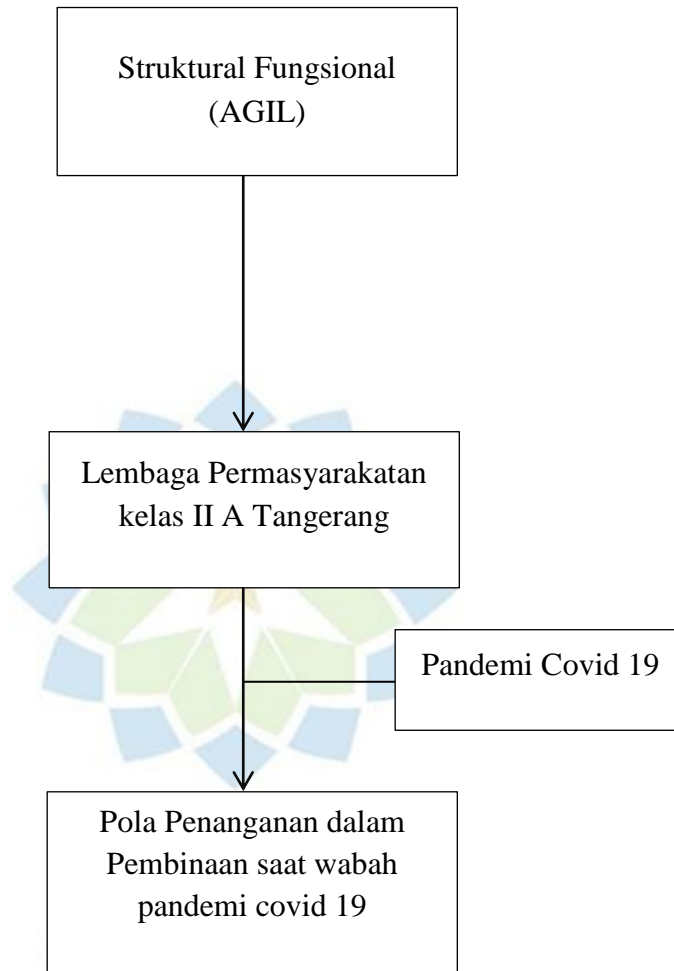 Struktural Fungsional
(AGIL)
Lembaga Permasyarakatan
kelas II A Tangerang
Pandemi Covid 19
Pola Penanganan dalam
Pembinaan saat wabah
pandemi covid 19